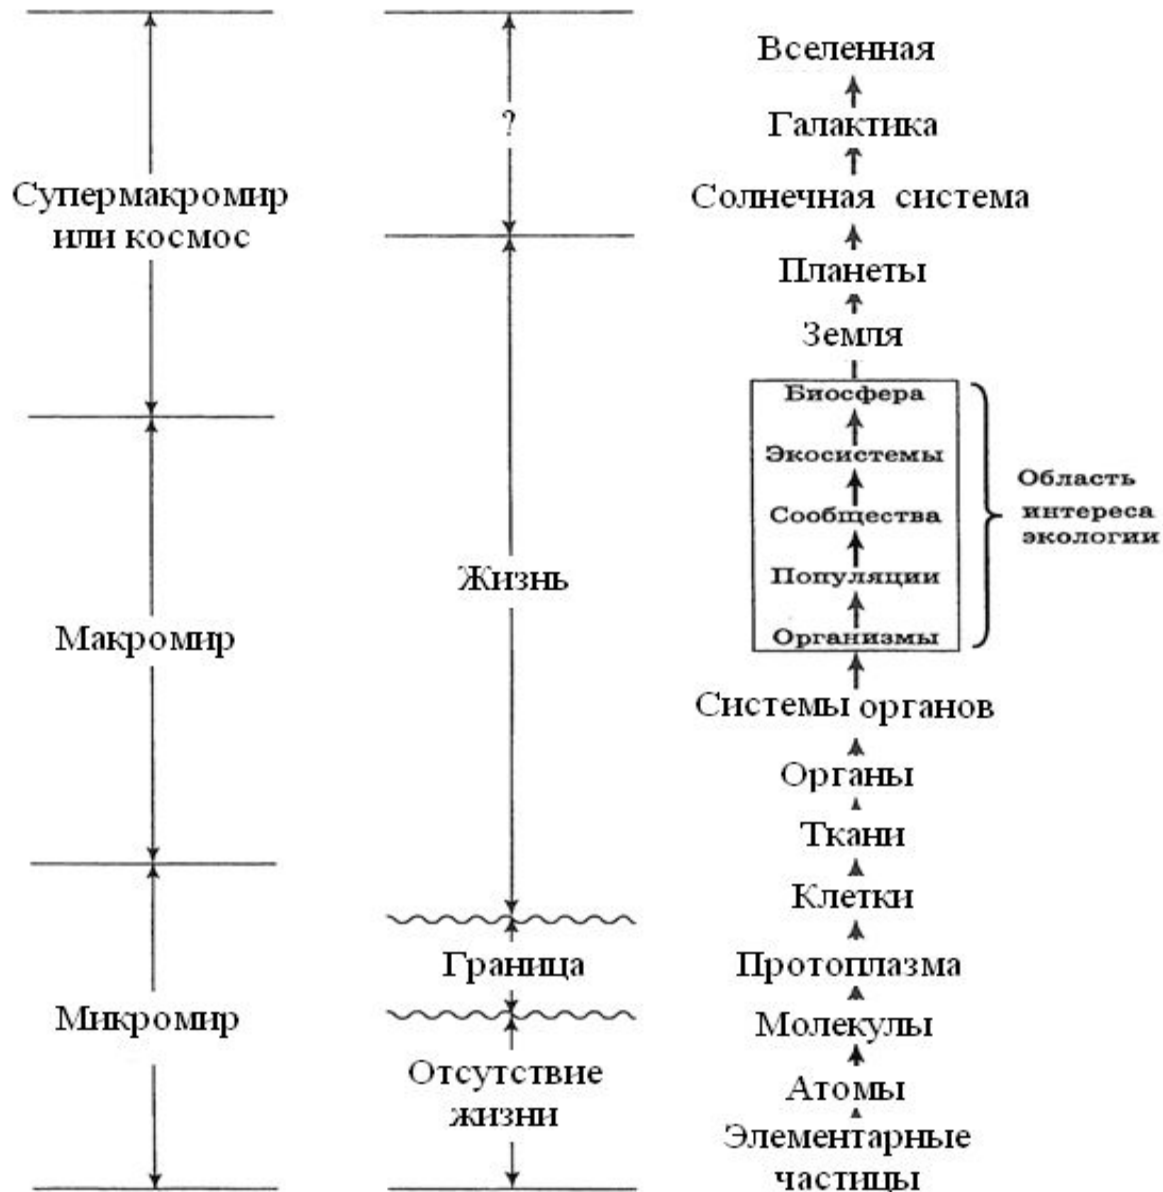 Супермакромир
или космос
Макромир
Микромир
?
Жизнь
Граница
Отсутствие
жизни
Вселенная
Галактика
Солнечная система
Планеты
Земля
Биосфера
Экосистемы
Сообщества
Популяции
Организмы
Область
интереса
экологии
Системы органов
Органы
Ткани
Клетки
Протоплазма
Молекулы
Атомы
Элементарные
частицы